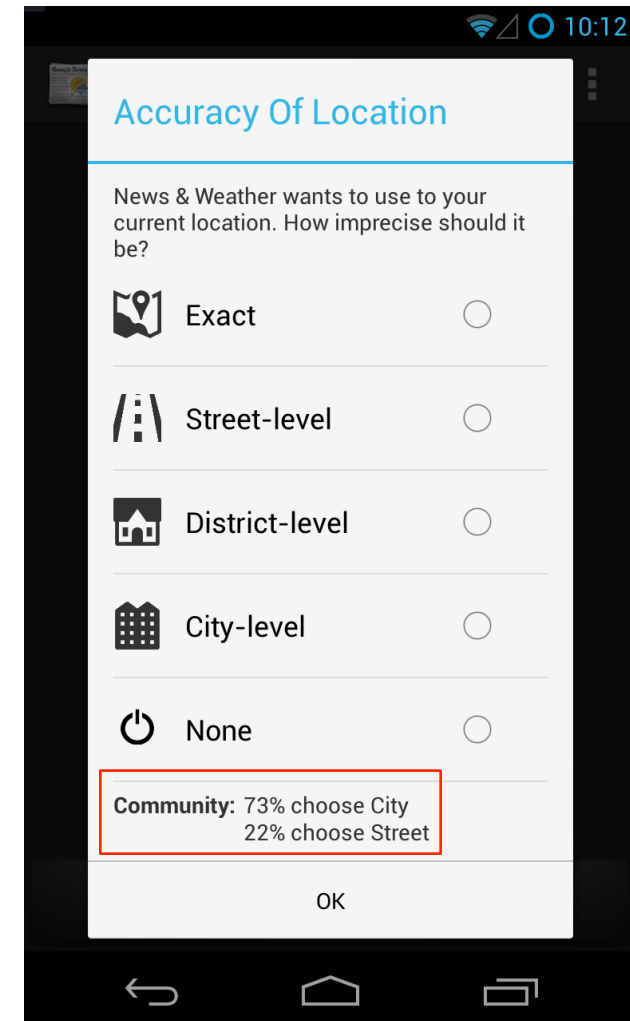 10:12
Accuracy Of Location
News & Weather wants to use to your
current location. How imprecise should it
be?
Exact
Street-level
District-level
City-level
None
Community: 73% choose City
22% choose Street
OK